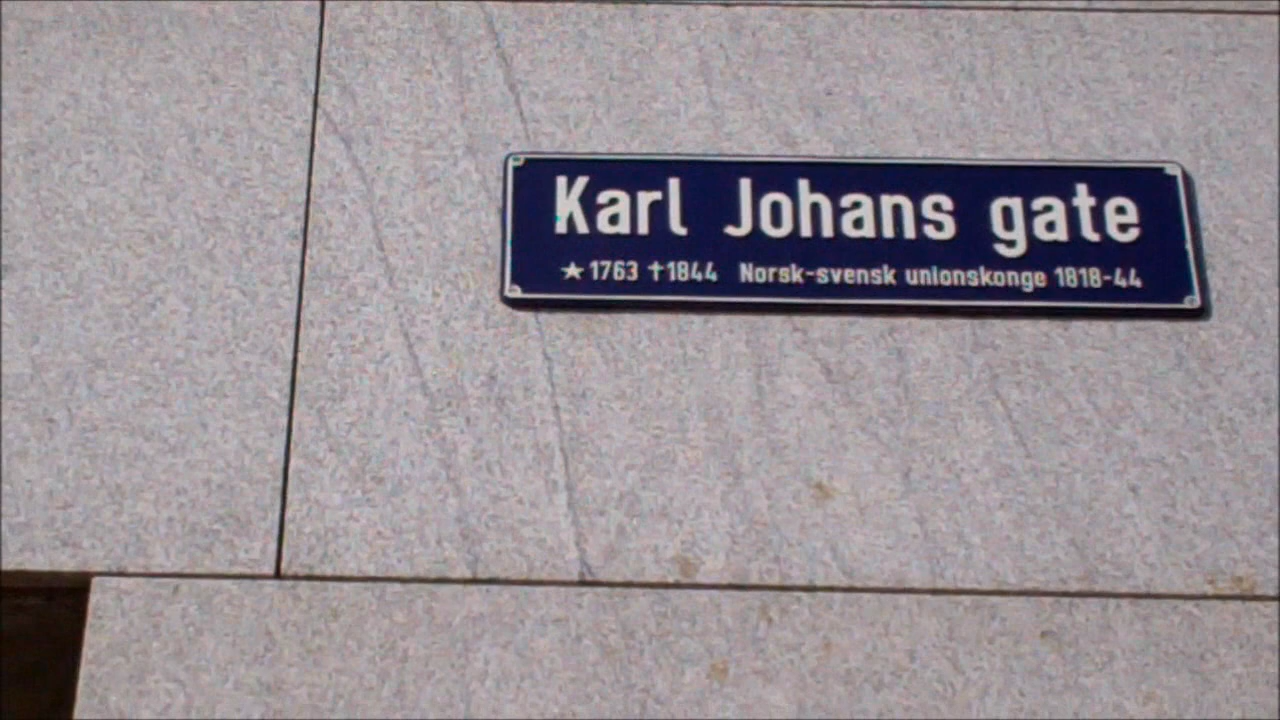 Karl Johans gate
★1763 ✝1844 Norsk-svensk unionskonge 1818-44